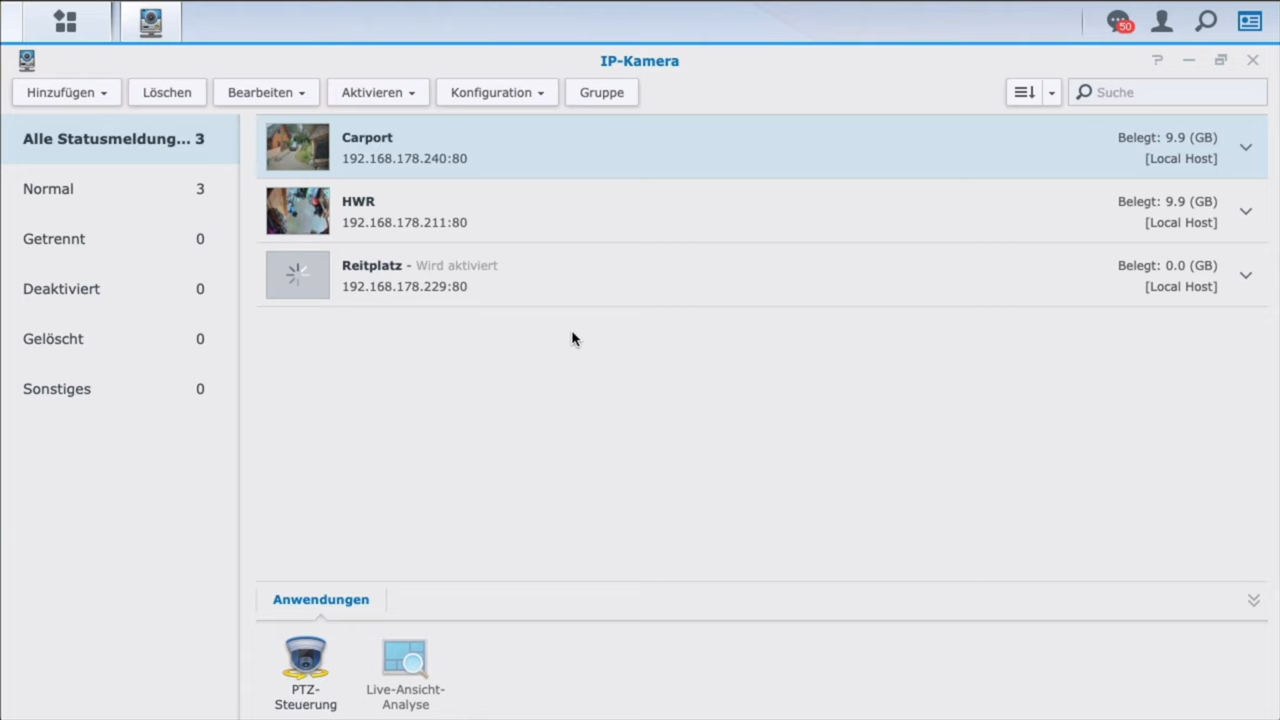 50
IP-Kamera
Hinzufügen
Löschen
Bearbeiten
Aktivieren
Konfiguration
Gruppe
Suche
Alle Statusmeldung... 3
Normal 3
Getrennt 0
Deaktiviert 0
Gelöscht 0
Sonstiges 0
Carport
192.168.178.240:80
Belegt: 9.9 (GB)
[Local Host]
HWR
192.168.178.211:80
Belegt: 9.9 (GB)
[Local Host]
Reitplatz - Wird aktiviert
192.168.178.229:80
Belegt: 0.0 (GB)
[Local Host]
Anwendungen
PTZ-
Steuerung
Live-Ansicht-
Analyse